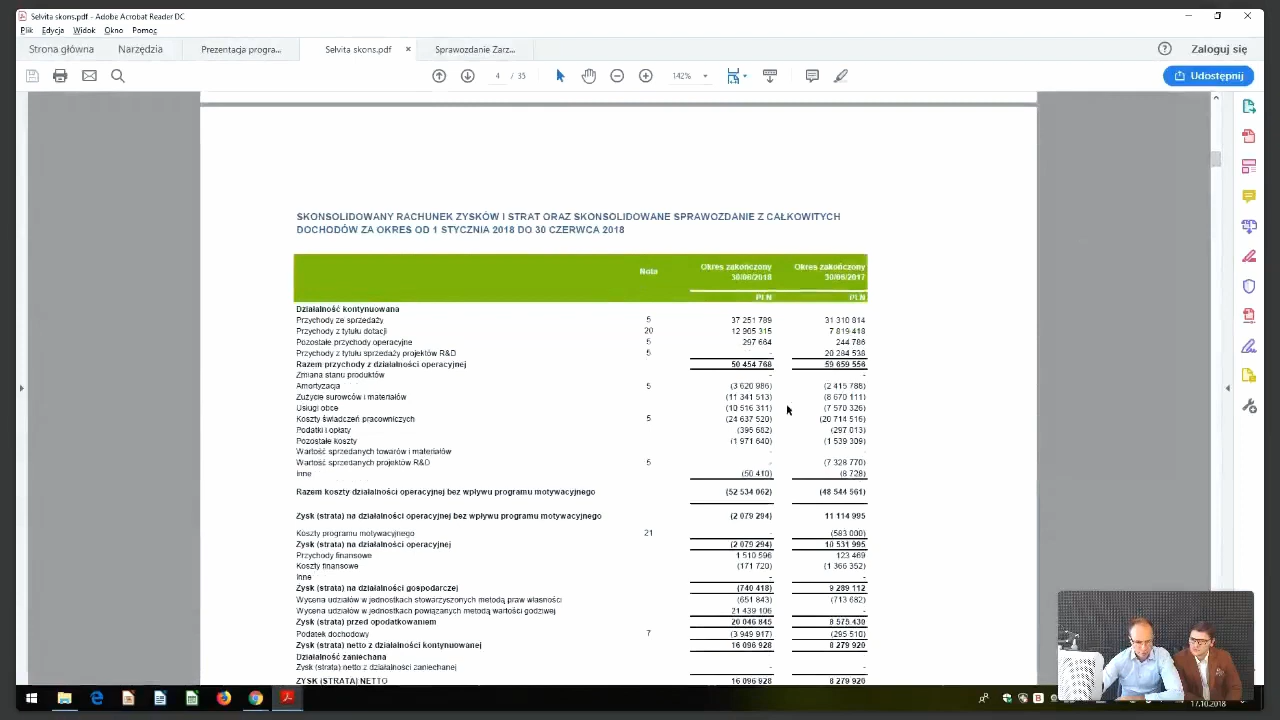 Selvita skons.pdf - Adobe Acrobat Reader DC
Plik Edycja Widok Okno Pomoc
Strona główna Narzędzia Prezentacja progra... Selvita skons.pdf × Sprawozdanie Zarz... Zaloguj się
4 / 35 142% Udostępnij
SKONSOLIDOWANY RACHUNEK ZYSKÓW I STRAT ORAZ SKONSOLIDOWANE SPRAWOZDANIE Z CAŁKOWITYCH
DOCHODÓW ZA OKRES OD 1 STYCZNIA 2018 DO 30 CZERWCA 2018
Nota Okres zakończony 30/06/2018 Okres zakończony 30/06/2017
PLN PLN
Działalność kontynuowana
Przychody ze sprzedaży 5 37 251 789 31 310 814
Przychody z tytułu dotacji 20 12 905 315 7 819 418
Pozostałe przychody operacyjne 5 297 664 244 786
Przychody z tytułu sprzedaży projektów R&D 5 - 20 284 538
Razem przychody z działalności operacyjnej 50 454 768 59 659 556
Zmiana stanu produktów - -
Amortyzacja 5 (3 620 986) (2 415 788)
Zużycie surowców i materiałów (11 341 513) (8 670 111)
Usługi obce (10 516 311) (7 570 326)
Koszty świadczeń pracowniczych 5 (24 637 520) (20 714 516)
Podatki i opłaty (395 682) (297 013)
Pozostałe koszty (1 971 640) (1 539 309)
Wartość sprzedanych towarów i materiałów - -
Wartość sprzedanych projektów R&D 5 - (7 328 770)
Inne (50 410) (8 728)
Razem koszty działalności operacyjnej bez wpływu programu motywacyjnego (52 534 062) (48 544 561)
Zysk (strata) na działalności operacyjnej bez wpływu programu motywacyjnego (2 079 294) 11 114 995
Koszty programu motywacyjnego 21 - (583 000)
Zysk (strata) na działalności operacyjnej (2 079 294) 10 531 995
Przychody finansowe 1 510 596 123 469
Koszty finansowe (171 720) (1 366 352)
Inne - -
Zysk (strata) na działalności gospodarczej (740 418) 9 289 112
Wycena udziałów w jednostkach stowarzyszonych metodą praw własności (651 843) (713 682)
Wycena udziałów w jednostkach powiązanych metodą wartości godziwej 21 439 106 -
Zysk (strata) przed opodatkowaniem 20 046 845 8 575 430
Podatek dochodowy 7 (3 949 917) (295 510)
Zysk (strata) netto z działalności kontynuowanej 16 096 928 8 279 920
Działalność zaniechana
Zysk (strata) netto z działalności zaniechanej - -
ZYSK (STRATA) NETTO 16 096 928 8 279 920
17.10.2018